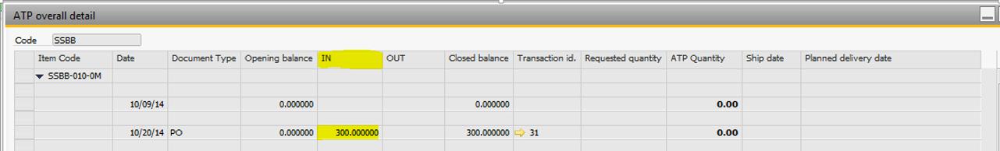 ATP overall detail
Code SSBB
Item Code Date Document Type Opening balance IN OUT Closed balance Transaction id. Requested quantity ATP Quantity Ship date Planned delivery date
SSBB-010-0M
10/09/14 0.000000 0.000000 0.00
10/20/14 PO 0.000000 300.000000 300.000000 31 0.00